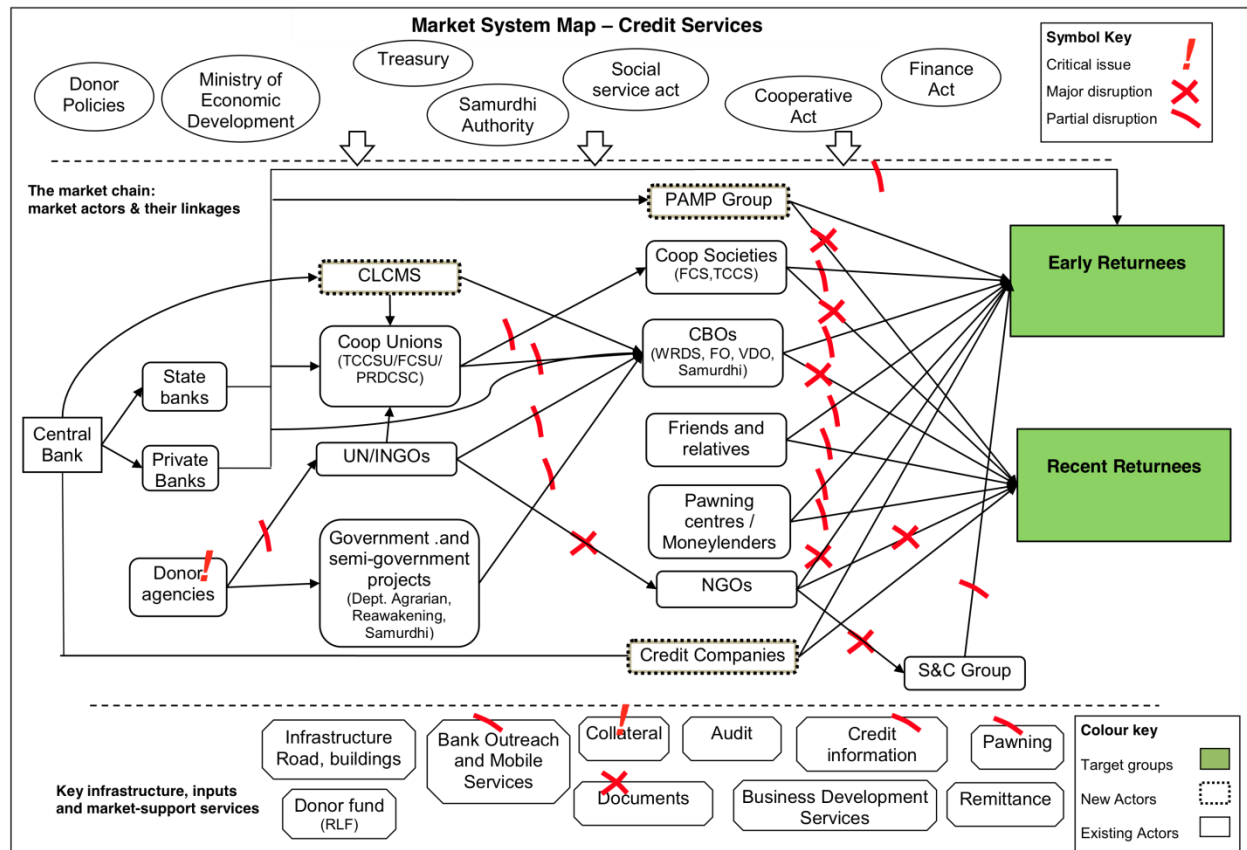 Market System Map – Credit Services
Symbol Key
Critical issue
Major disruption
Partial disruption
Donor
Policies
Ministry of
Economic
Development
Treasury
Samurdhi
Authority
Social
service act
Cooperative
Act
Finance
Act
The market chain:
market actors & their linkages
PAMP Group
CLCMS
Coop Societies
(FCS,TCCS)
Early Returnees
Coop Unions
(TCCSU/FCSU/
PRDCSC)
CBOs
(WRDS, FO, VDO,
Samurdhi)
State
banks
Central
Bank
Private
Banks
UN/INGOs
Friends and
relatives
Recent Returnees
Pawning
centres /
Moneylenders
Donor
agencies
Government .and
semi-government
projects
(Dept. Agrarian,
Reawakening,
Samurdhi)
NGOs
Credit Companies
S&C Group
Key infrastructure, inputs
and market-support services
Infrastructure
Road, buildings
Bank Outreach
and Mobile
Services
Collateral
Audit
Credit
information
Pawning
Donor fund
(RLF)
Documents
Business Development
Services
Remittance
Colour key
Target groups
New Actors
Existing Actors